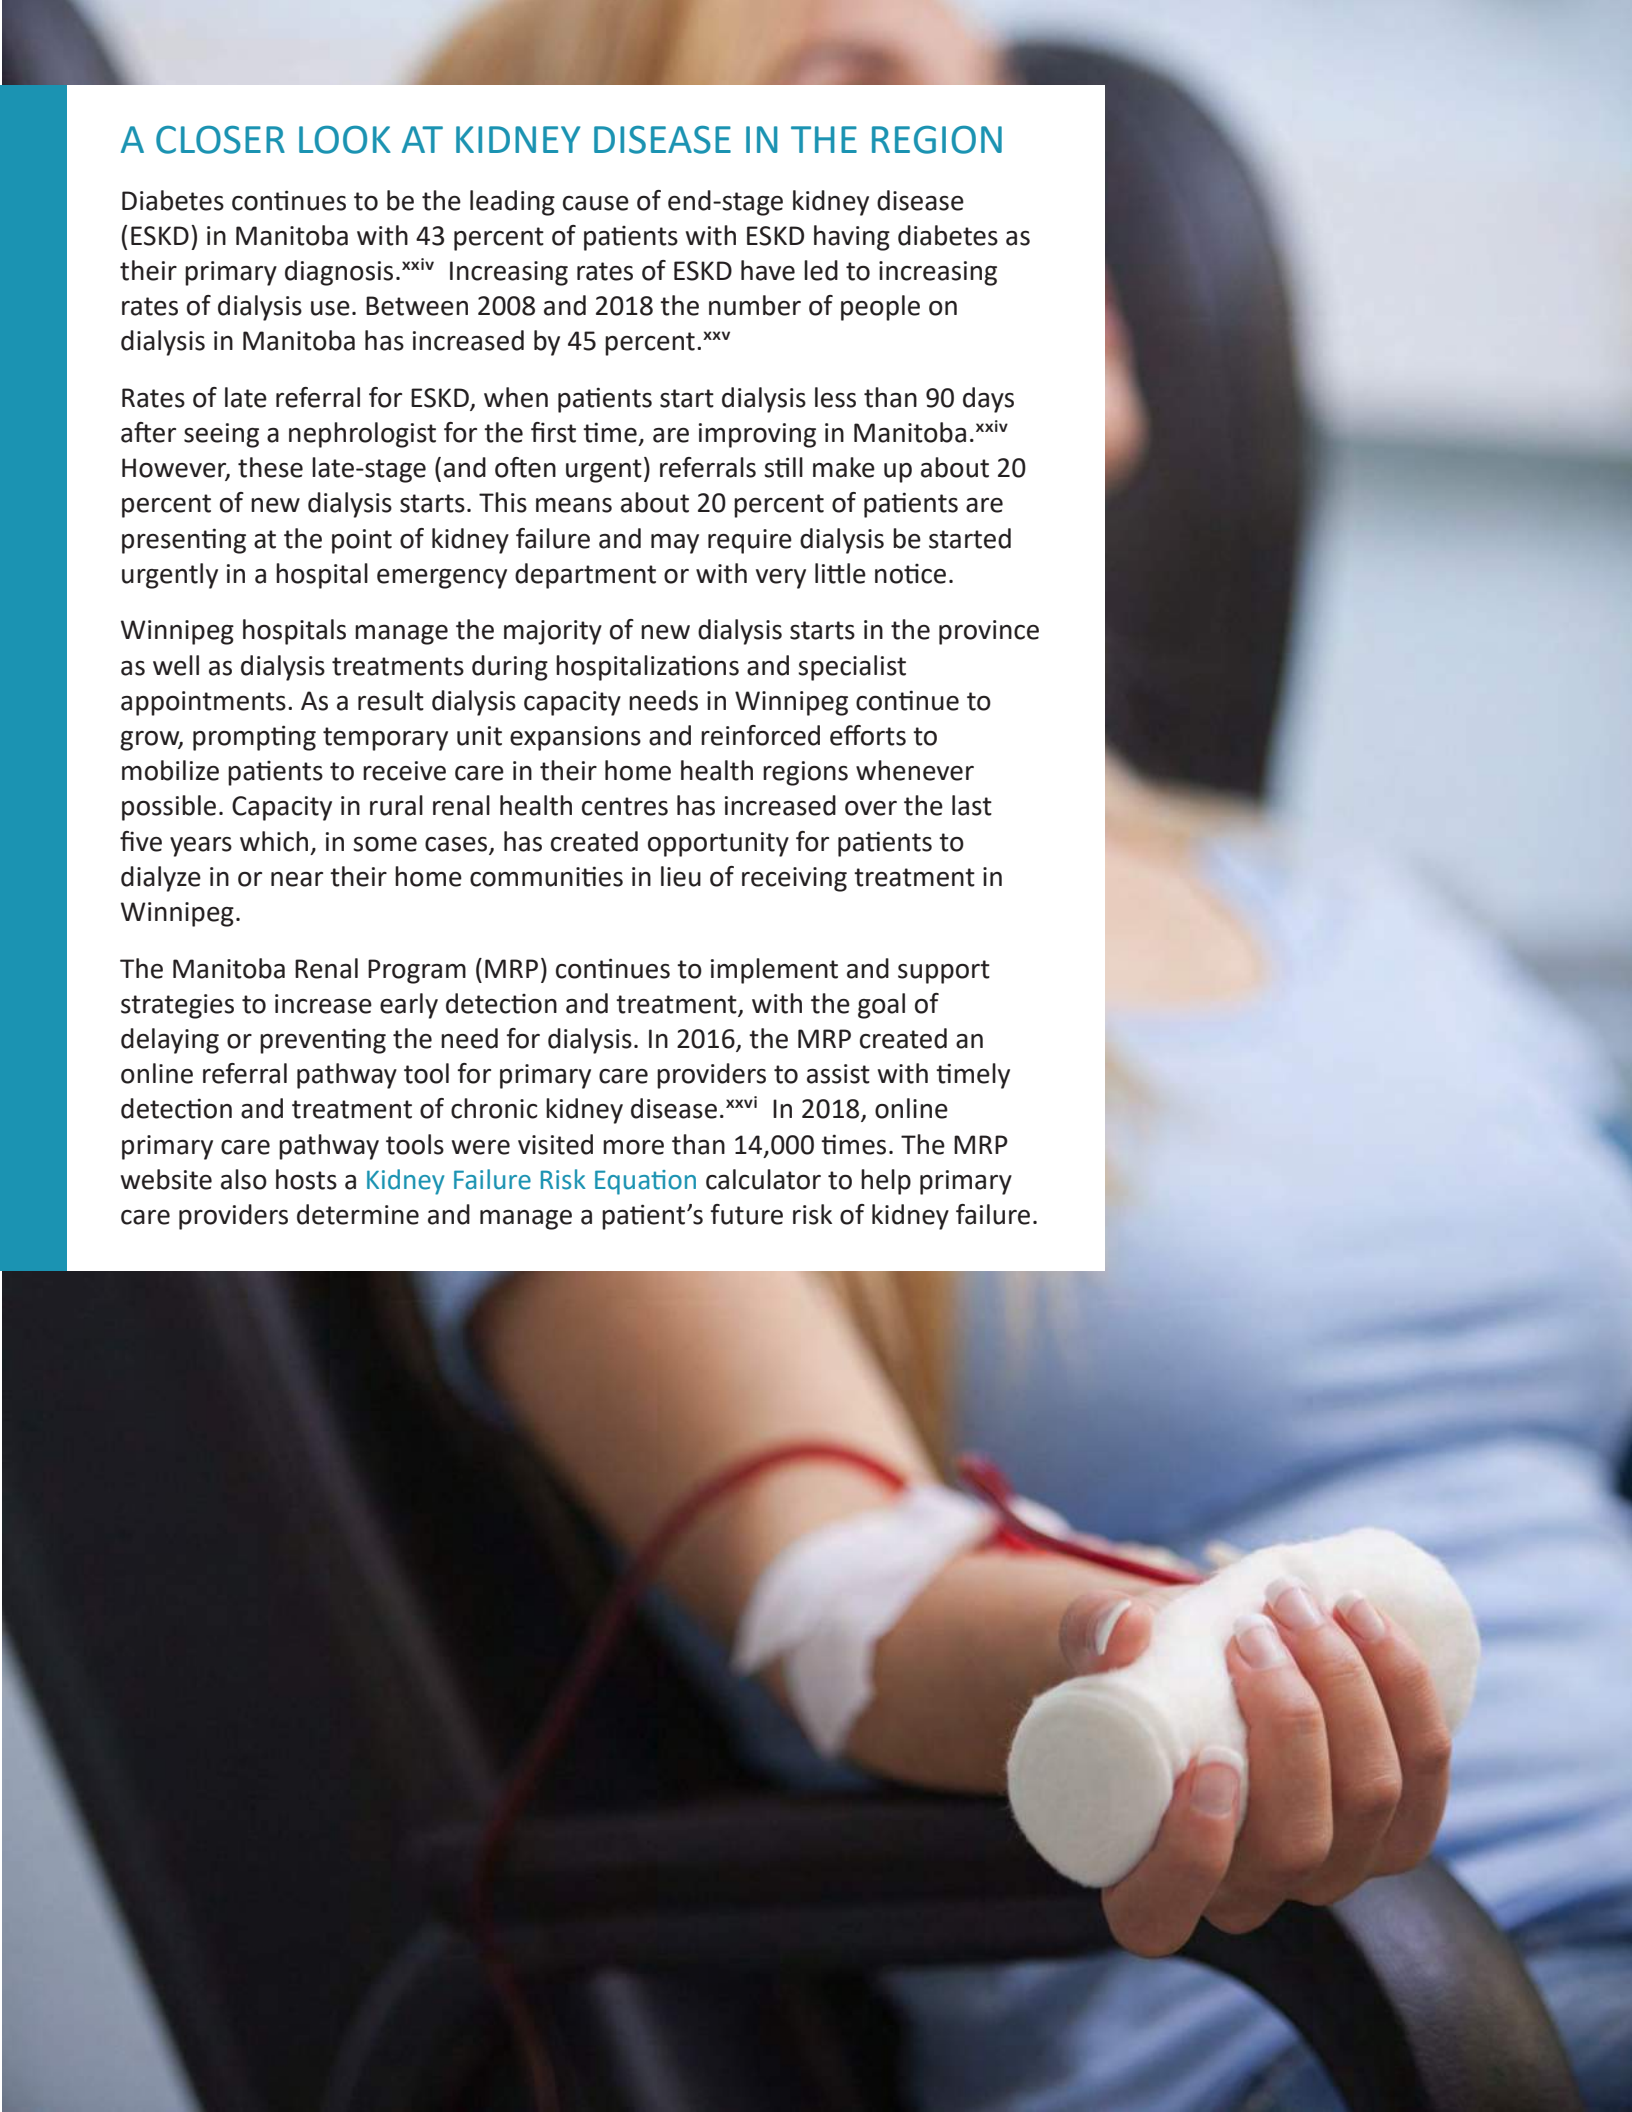 A CLOSER LOOK AT KIDNEY DISEASE IN THE REGION
Diabetes continues to be the leading cause of end-stage kidney disease
(ESKD) in Manitoba with 43 percent of patients with ESKD having diabetes as
their primary diagnosis.xxiv Increasing rates of ESKD have led to increasing
rates of dialysis use. Between 2008 and 2018 the number of people on
dialysis in Manitoba has increased by 45 percent.xxv
Rates of late referral for ESKD, when patients start dialysis less than 90 days
after seeing a nephrologist for the first time, are improving in Manitoba.xxiv
However, these late-stage (and often urgent) referrals still make up about 20
percent of new dialysis starts. This means about 20 percent of patients are
presenting at the point of kidney failure and may require dialysis be started
urgently in a hospital emergency department or with very little notice.
Winnipeg hospitals manage the majority of new dialysis starts in the province
as well as dialysis treatments during hospitalizations and specialist
appointments. As a result dialysis capacity needs in Winnipeg continue to
grow, prompting temporary unit expansions and reinforced efforts to
mobilize patients to receive care in their home health regions whenever
possible. Capacity in rural renal health centres has increased over the last
five years which, in some cases, has created opportunity for patients to
dialyze in or near their home communities in lieu of receiving treatment in
Winnipeg.
The Manitoba Renal Program (MRP) continues to implement and support
strategies to increase early detection and treatment, with the goal of
delaying or preventing the need for dialysis. In 2016, the MRP created an
online referral pathway tool for primary care providers to assist with timely
detection and treatment of chronic kidney disease.xxvi In 2018, online
primary care pathway tools were visited more than 14,000 times. The MRP
website also hosts a Kidney Failure Risk Equation calculator to help primary
care providers determine and manage a patient’s future risk of kidney failure.